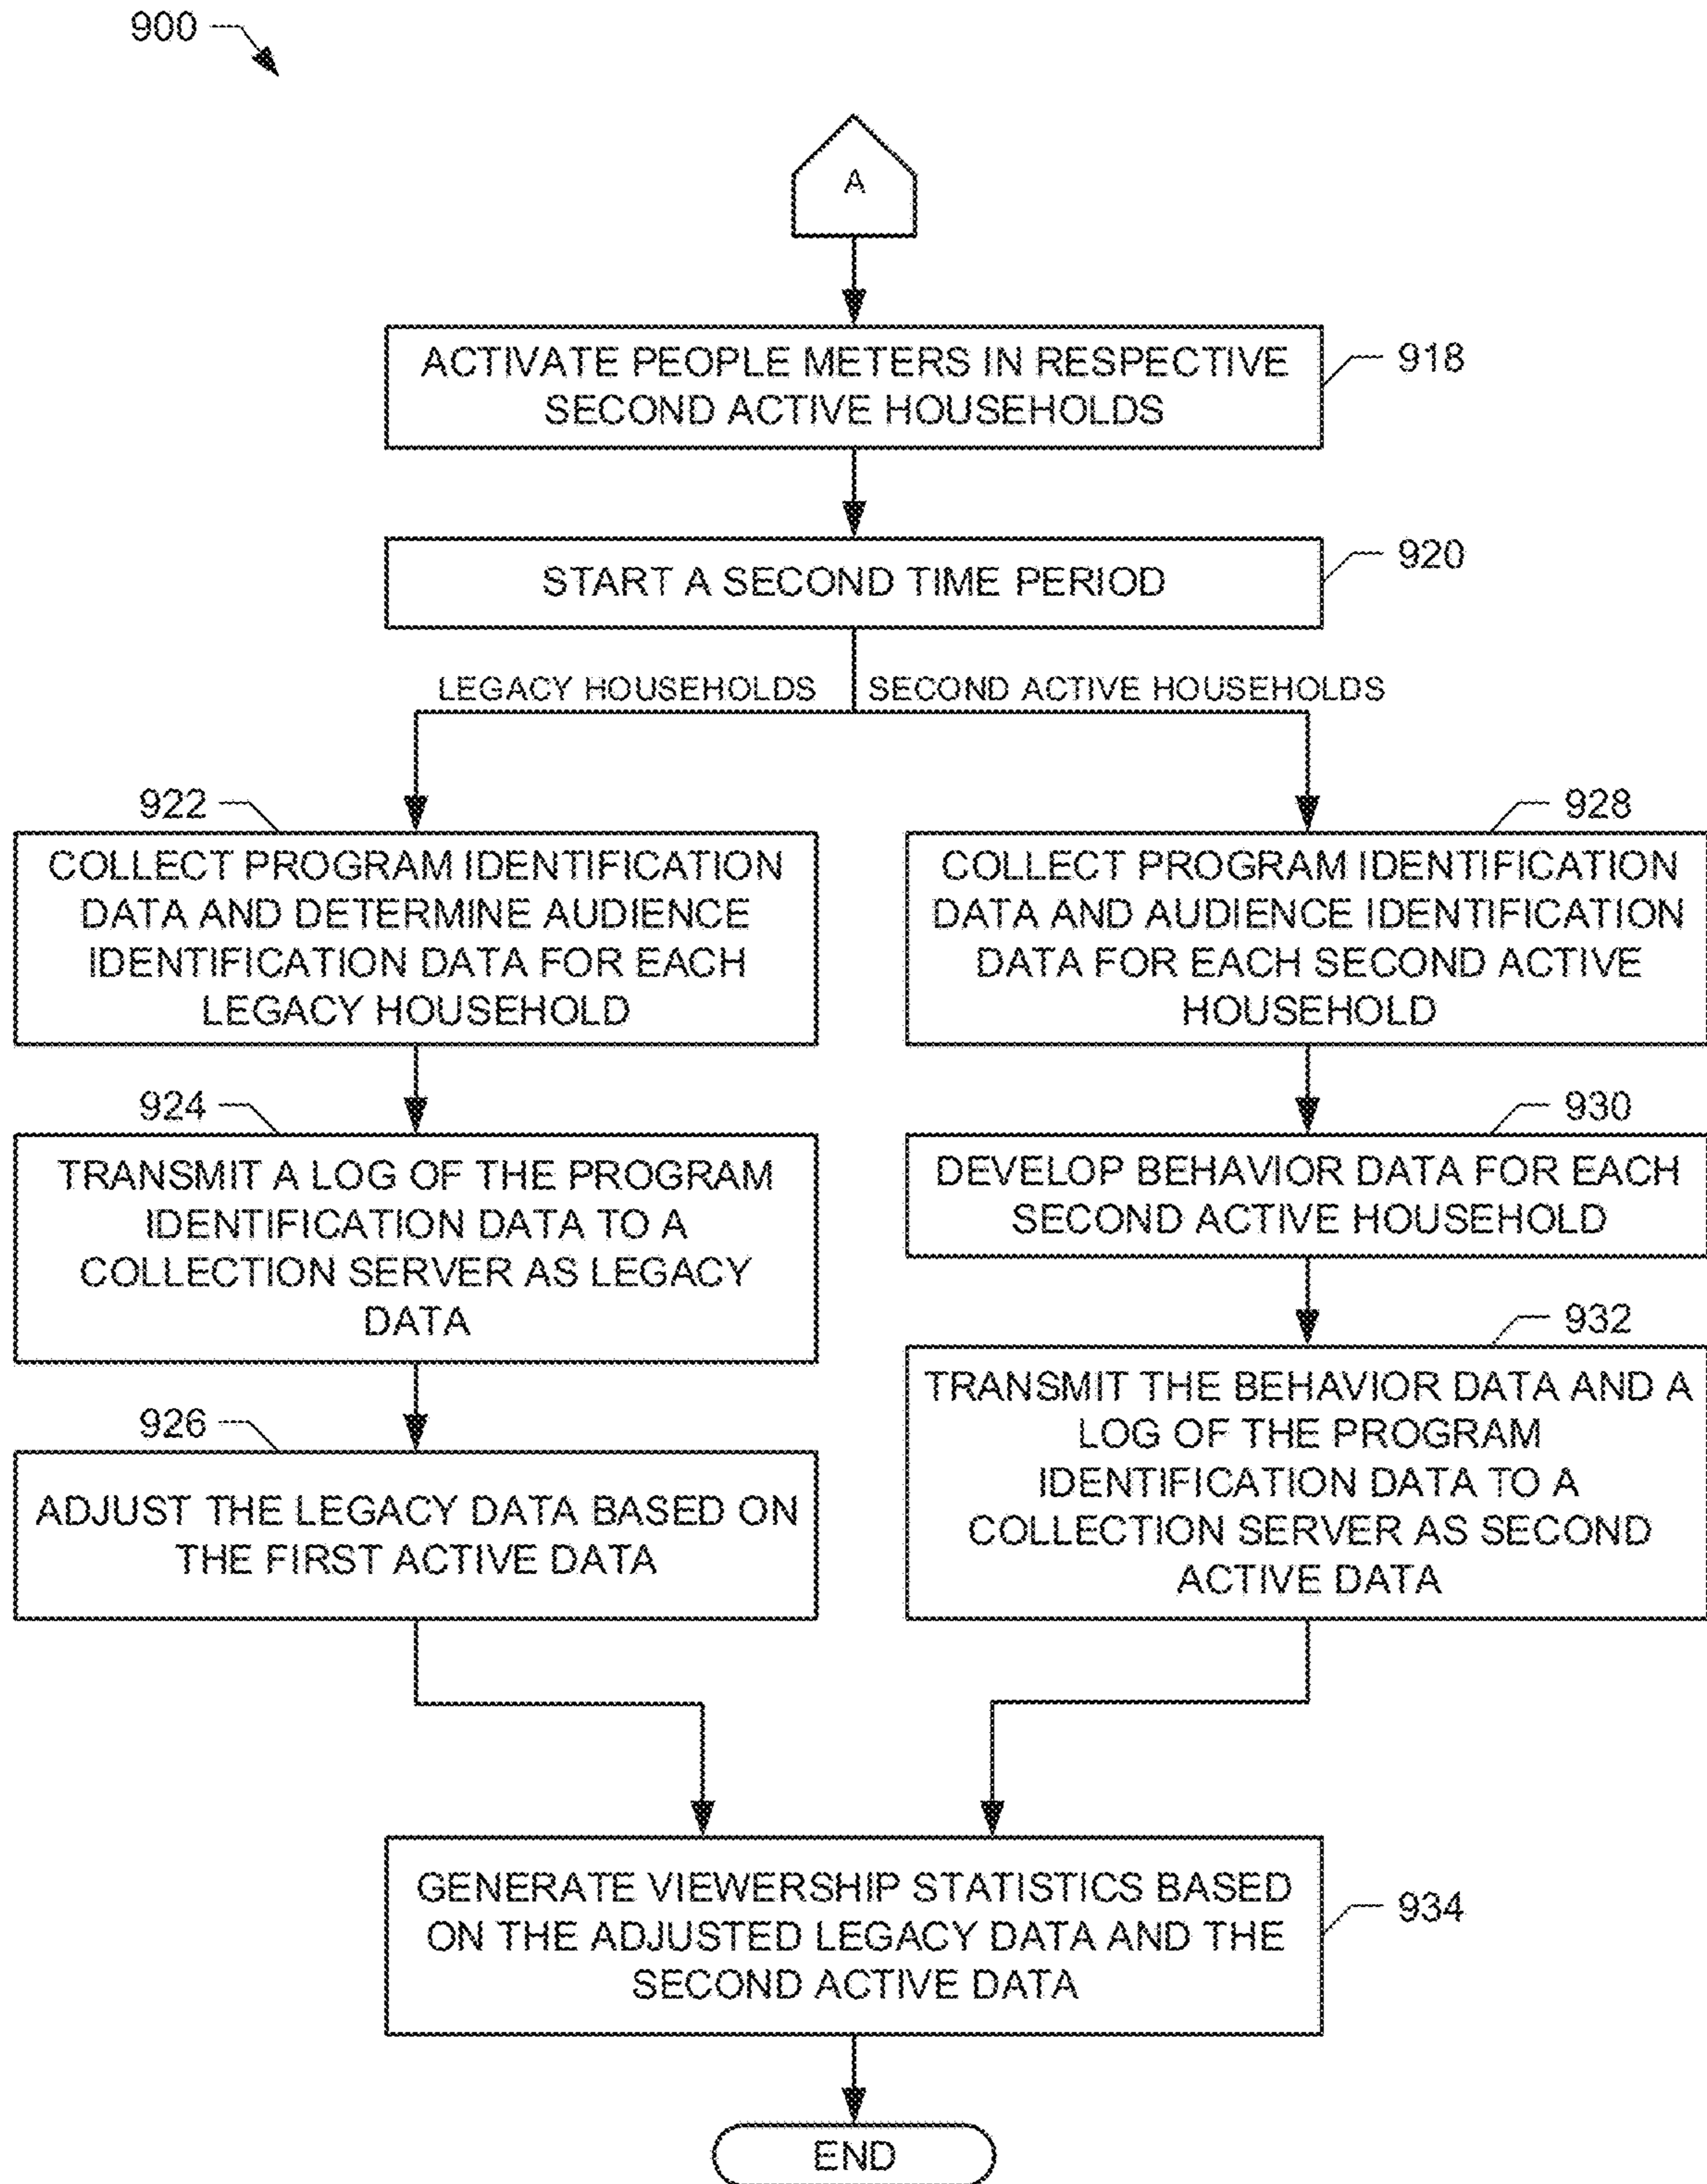 900
A
ACTIVATE PEOPLE METERS IN RESPECTIVE
SECOND ACTIVE HOUSEHOLDS
918
START A SECOND TIME PERIOD
920
LEGACY HOUSEHOLDS
SECOND ACTIVE HOUSEHOLDS
922
COLLECT PROGRAM IDENTIFICATION
DATA AND DETERMINE AUDIENCE
IDENTIFICATION DATA FOR EACH
LEGACY HOUSEHOLD
924
TRANSMIT A LOG OF THE PROGRAM
IDENTIFICATION DATA TO A
COLLECTION SERVER AS LEGACY
DATA
926
ADJUST THE LEGACY DATA BASED ON
THE FIRST ACTIVE DATA
928
COLLECT PROGRAM IDENTIFICATION
DATA AND AUDIENCE IDENTIFICATION
DATA FOR EACH SECOND ACTIVE
HOUSEHOLD
930
DEVELOP BEHAVIOR DATA FOR EACH
SECOND ACTIVE HOUSEHOLD
932
TRANSMIT THE BEHAVIOR DATA AND A
LOG OF THE PROGRAM
IDENTIFICATION DATA TO A
COLLECTION SERVER AS SECOND
ACTIVE DATA
GENERATE VIEWERSHIP STATISTICS BASED
ON THE ADJUSTED LEGACY DATA AND THE
SECOND ACTIVE DATA
934
END